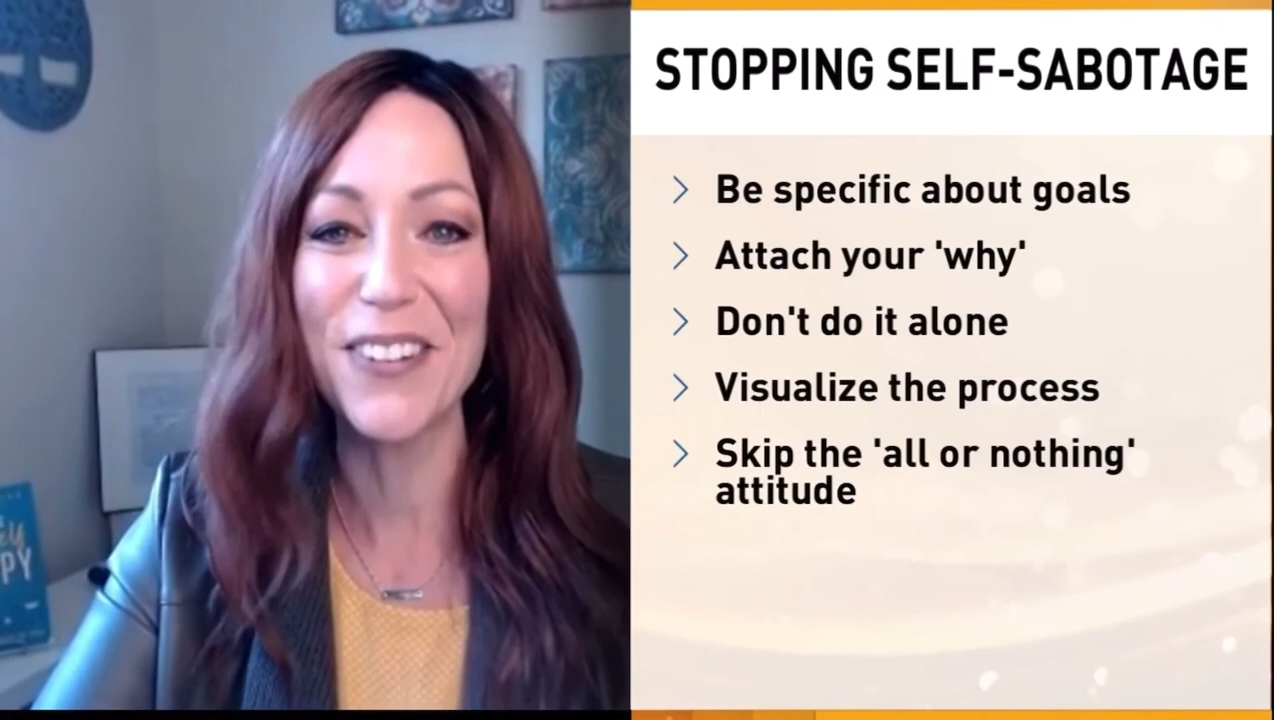 STOPPING SELF-SABOTAGE
Be specific about goals
Attach your 'why'
Don't do it alone
Visualize the process
Skip the 'all or nothing'
attitude